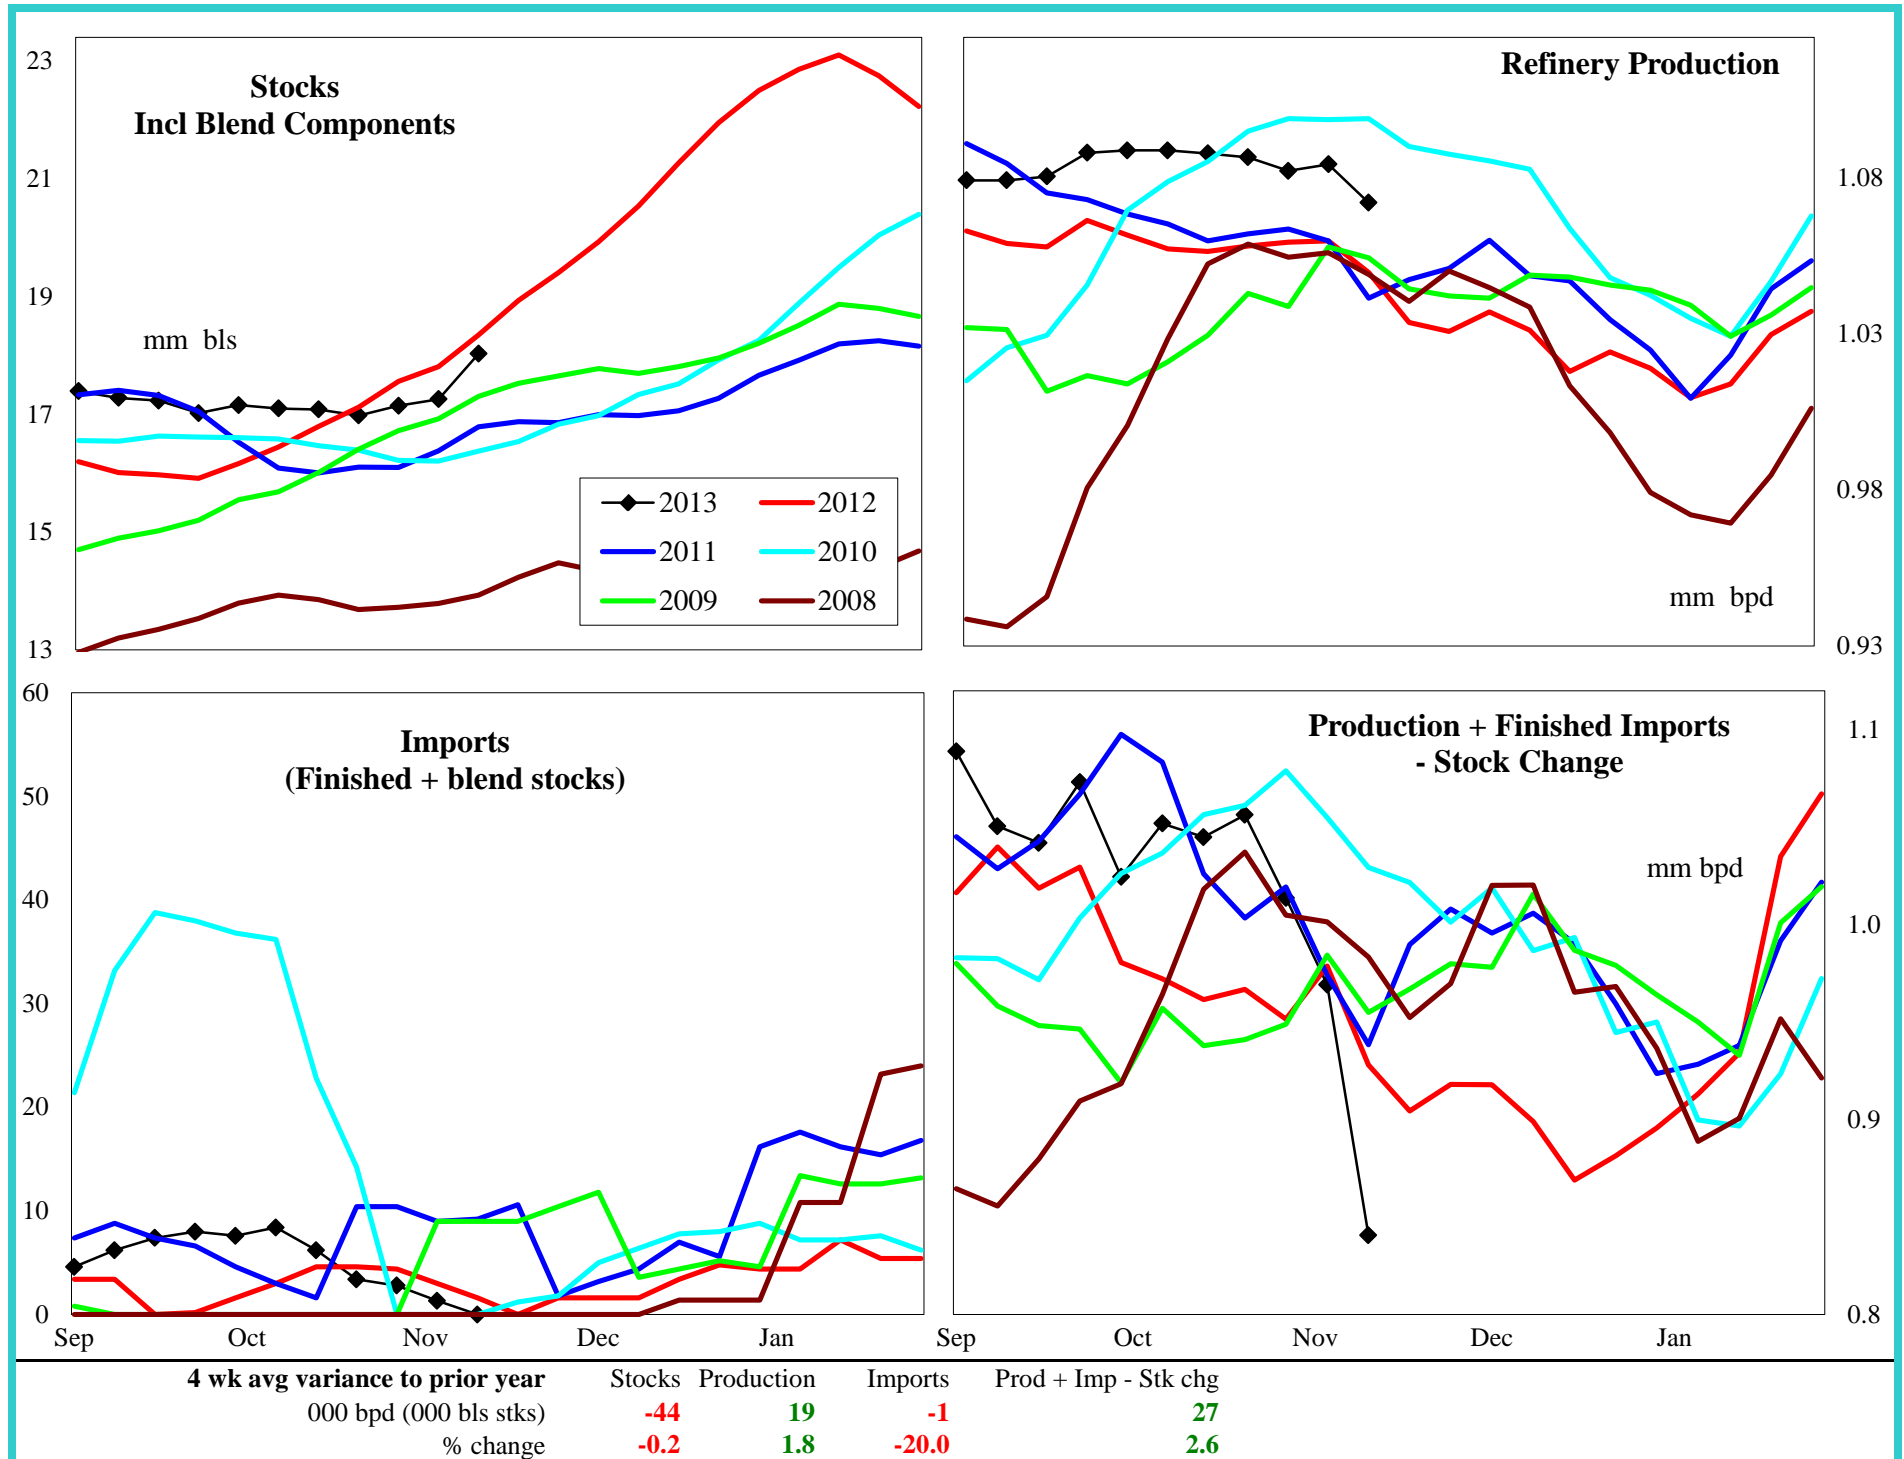 Stocks
Incl Blend Components
mm bls
23
21
19
17
15
13
2013
2012
2011
2010
2009
2008
Refinery Production
mm bpd
1.08
1.03
0.98
0.93
Imports
(Finished + blend stocks)
60
50
40
30
20
10
0
Sep Oct Nov Dec Jan
Production + Finished Imports
- Stock Change
mm bpd
1.1
1.0
0.9
0.8
Sep Oct Nov Dec Jan
4 wk avg variance to prior year Stocks Production Imports Prod + Imp - Stk chg
000 bpd (000 bls stks) -44 19 -1 27
% change -0.2 1.8 -20.0 2.6